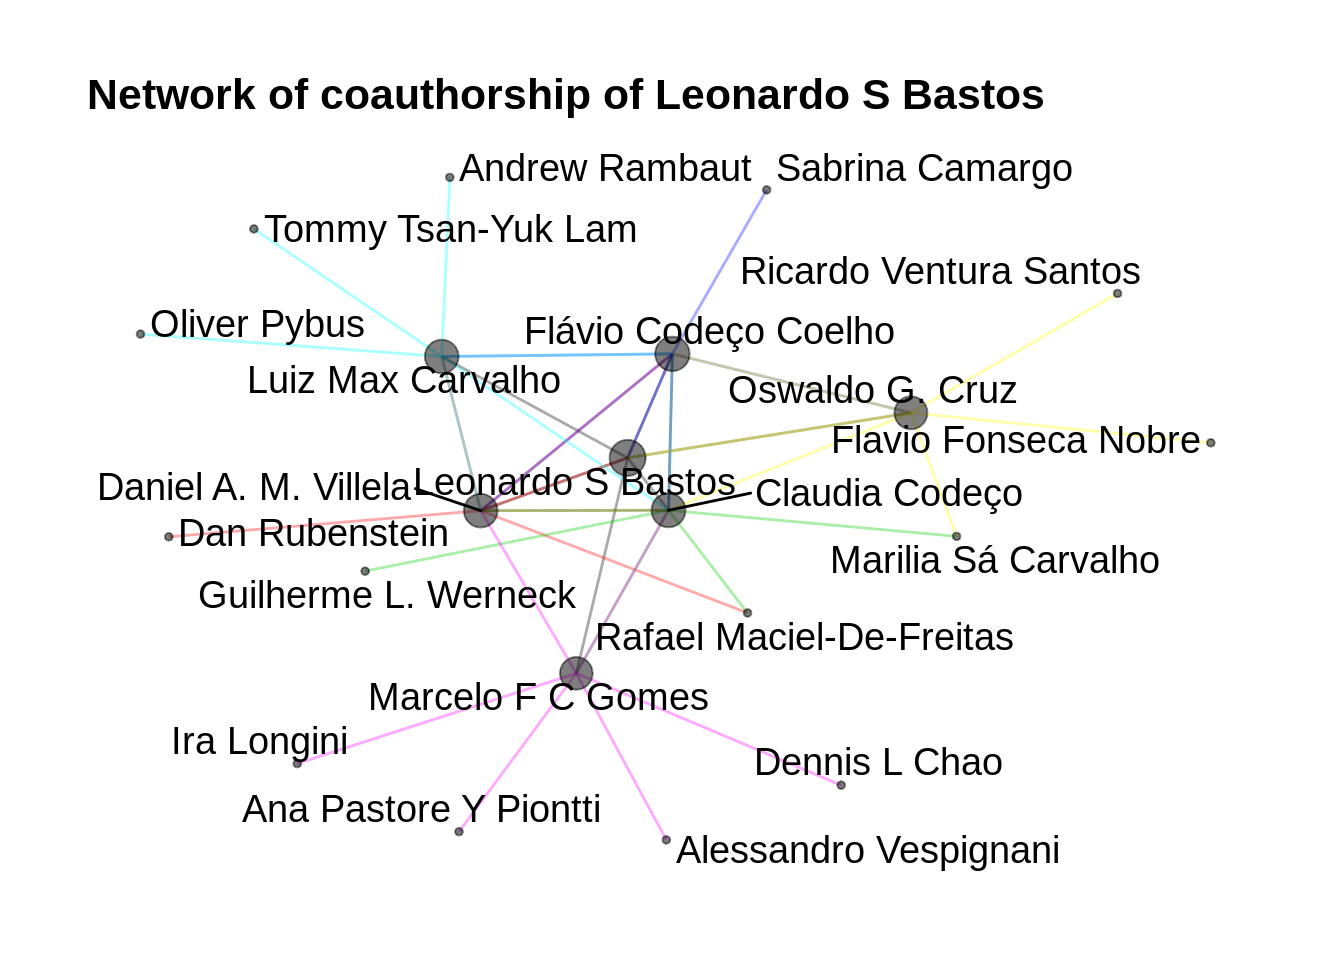 Network of coauthorship of Leonardo S Bastos
Andrew Rambaut
Sabrina Camargo
Tommy Tsan-Yuk Lam
Ricardo Ventura Santos
Oliver Pybus
Flávio Codeço Coelho
Luiz Max Carvalho
Oswaldo G. Cruz
Flavio Fonseca Nobre
Daniel A. M. Villela
Leonardo S Bastos
Claudia Codeço
Dan Rubenstein
Marilia Sá Carvalho
Guilherme L. Werneck
Rafael Maciel-De-Freitas
Marcelo F C Gomes
Ira Longini
Dennis L Chao
Ana Pastore Y Piontti
Alessandro Vespignani